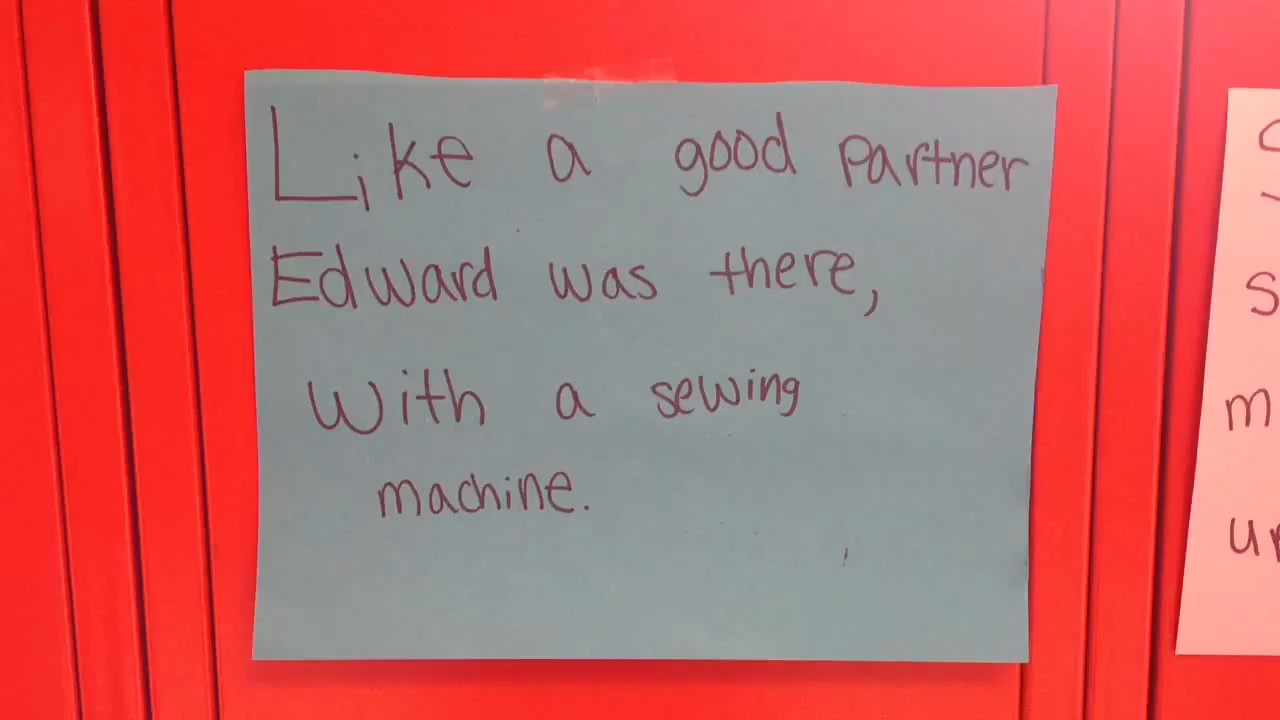 Like a good partner
Edward was there,
with a sewing
machine.
S
m